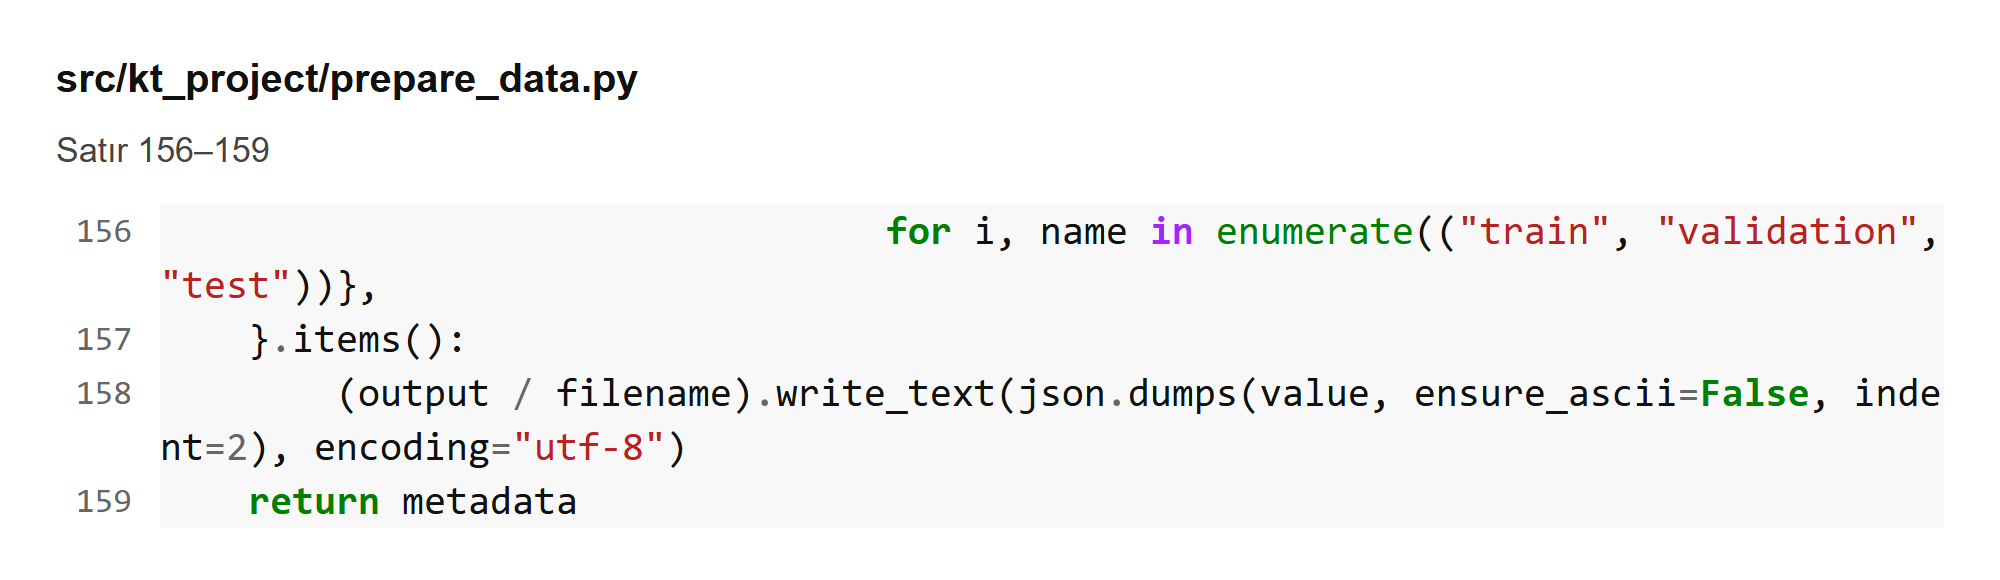 src/kt_project/prepare_data.py
Satır 156–159
156                                  for i, name in enumerate(("train", "validation",
"test"))},
157     }.items():
158         (output / filename).write_text(json.dumps(value, ensure_ascii=False, inde
nt=2), encoding="utf-8")
159     return metadata